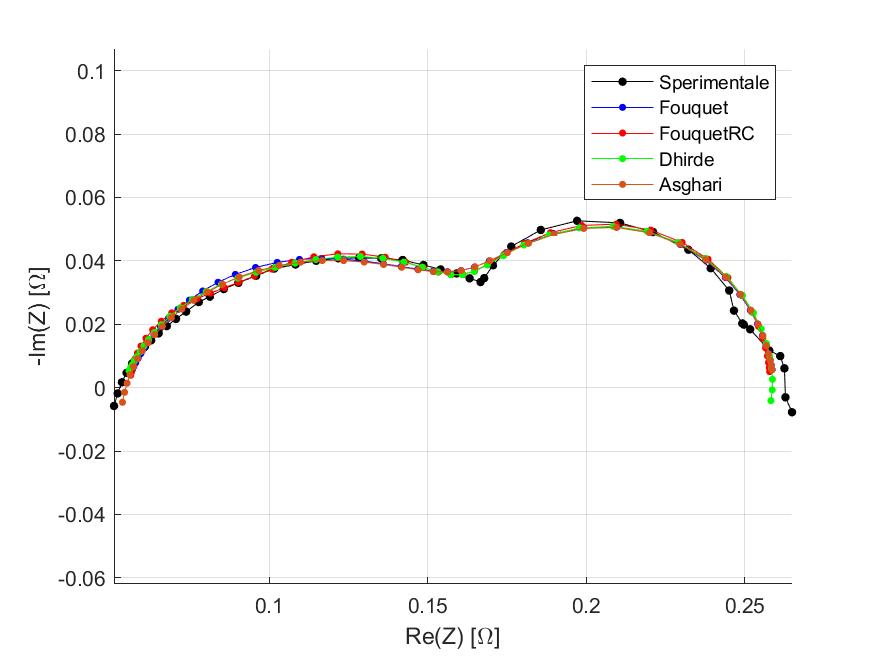 0.1
0.08
0.06
0.04
0.02
0
-0.02
-0.04
-0.06
-Im(Z) [Ω]
0.1
0.15
0.2
0.25
Re(Z) [Ω]
Sperimentale
Fouquet
FouquetRC
Dhirde
Asghari